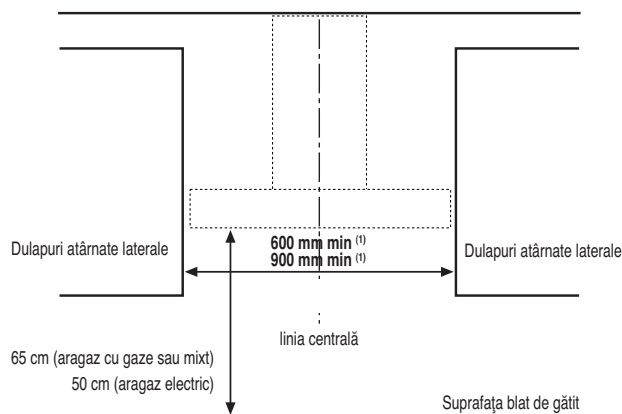 600 mm min (1)
900 mm min (1)
Dulapuri atârnate laterale
Dulapuri atârnate laterale
linia centrală
65 cm (aragaz cu gaze sau mixt)
50 cm (aragaz electric)
Suprafaţa blat de gătit